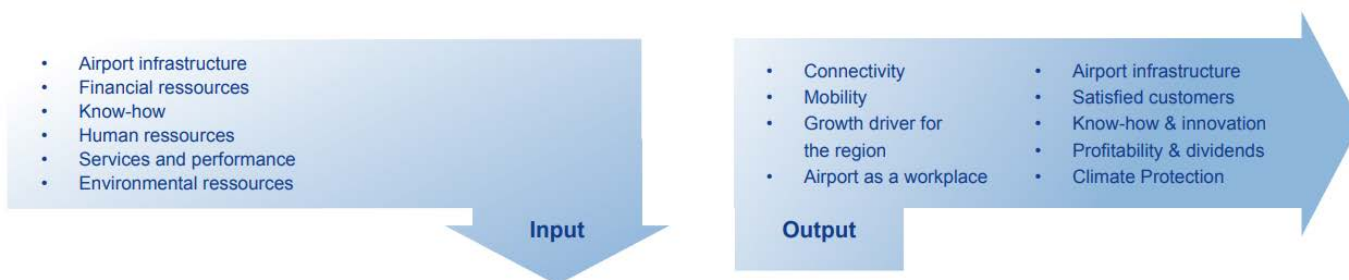 • Airport infrastructure
• Financial ressources
• Know-how
• Human ressources
• Services and performance
• Environmental ressources
Input
• Connectivity
• Mobility
• Growth driver for
the region
• Airport as a workplace
• Airport infrastructure
• Satisfied customers
• Know-how & innovation
• Profitability & dividends
• Climate Protection
Output